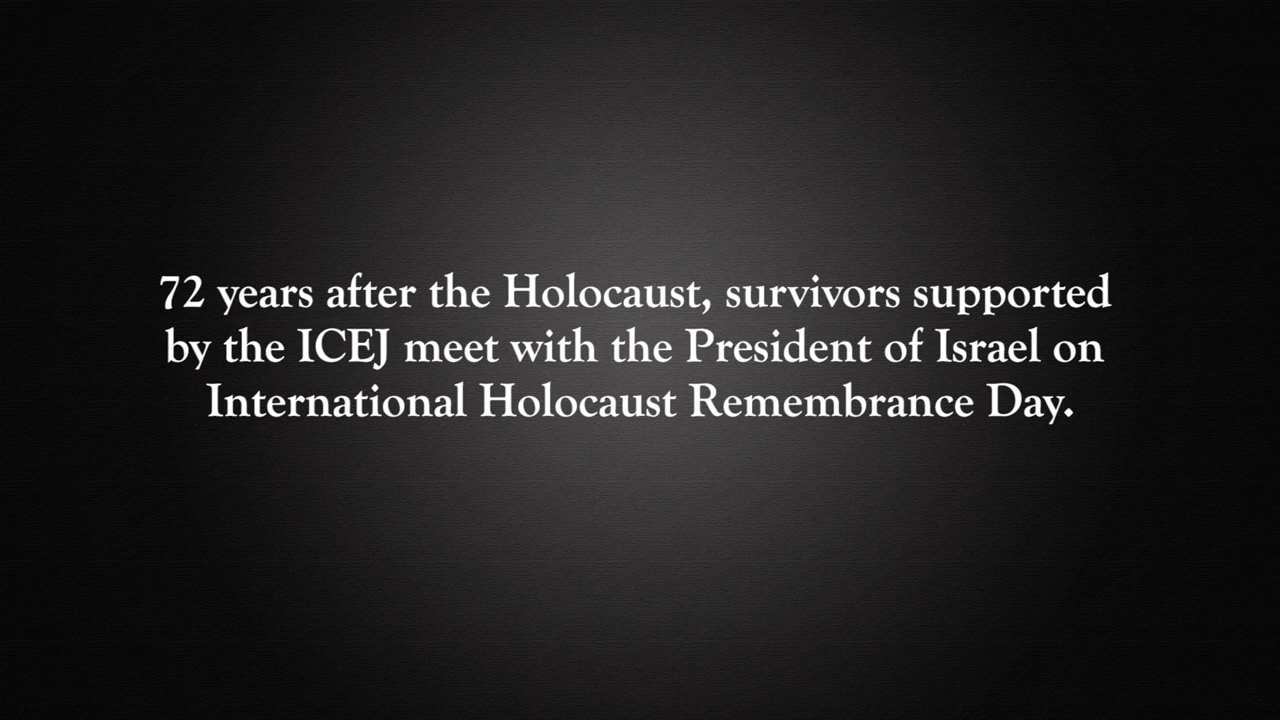 72 years after the Holocaust, survivors supported
by the ICEJ meet with the President of Israel on
International Holocaust Remembrance Day.